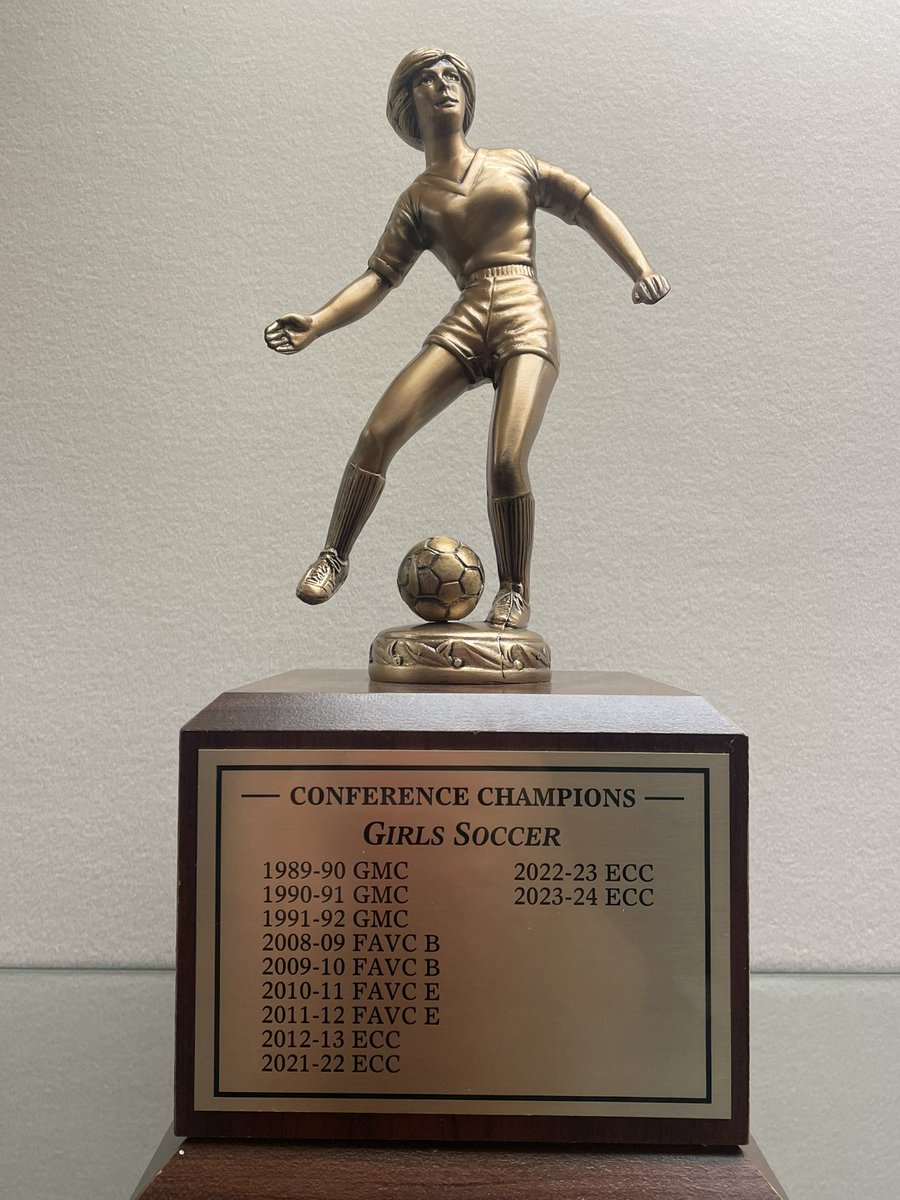 CONFERENCE CHAMPIONS
GIRLS SOCCER
1989-90 GMC
1990-91 GMC
1991-92 GMC
2008-09 FAVC B
2009-10 FAVC B
2010-11 FAVC E
2011-12 FAVC E
2012-13 ECC
2021-22 ECC
2022-23 ECC
2023-24 ECC